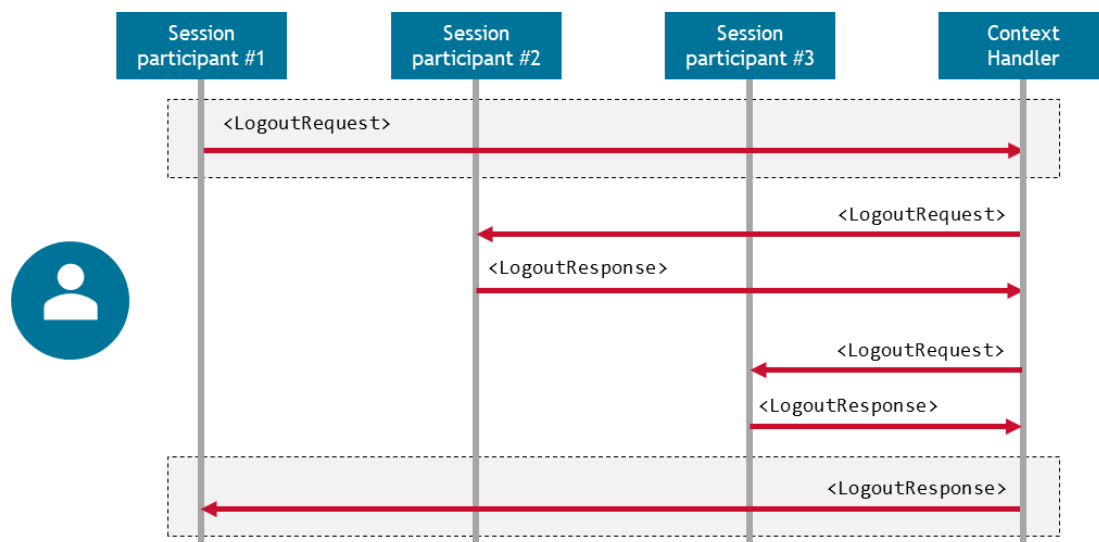 Session
participant #1
Session
participant #2
Session
participant #3
Context
Handler
<LogoutRequest>
<LogoutRequest>
<LogoutResponse>
<LogoutRequest>
<LogoutResponse>
<LogoutResponse>